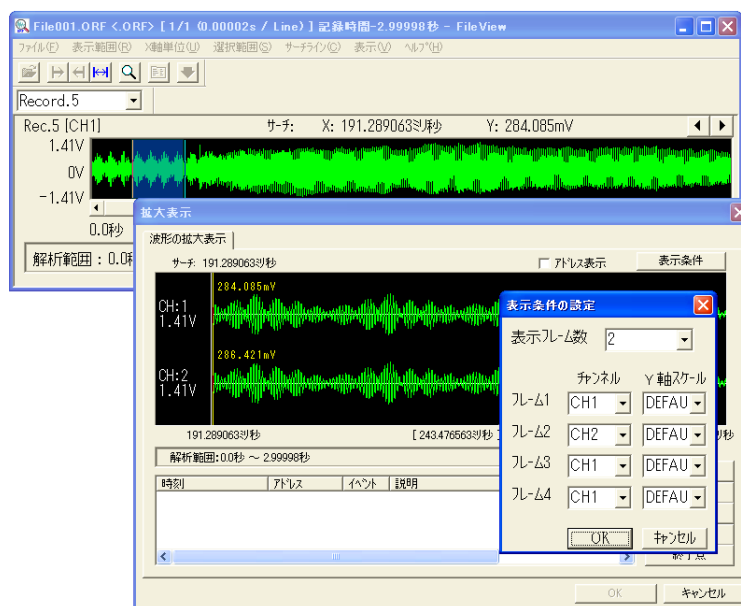 File001.ORF <.ORF> [ 1/1 (0.00002s / Line) ] 記録時間-2.99998秒 - FileView
ファイル(F) 表示範囲(R) X軸単位(U) 選択範囲(S) サーチライン(C) 表示(V) ヘルプ(H)
Record.5
Rec.5 [CH1] サーチ: X: 191.289063ミリ秒 Y: 284.085mV
1.41V
0V
-1.41V
0.0秒
解析範囲 : 0.0秒
拡大表示
波形の拡大表示
サーチ: 191.289063ミリ秒 アドレス表示 表示条件
284.085mV
CH:1
1.41V
286.421mV
CH:2
1.41V
191.289063ミリ秒 [ 243.476563ミリ秒 ] リ秒
解析範囲:0.0秒 ~ 2.99998秒
時刻 アドレス イベント 説明
終了点
OK キャンセル
表示条件の設定
表示フレーム数 2
チャンネル Y軸スケール
フレーム1 CH1 DEFAU
フレーム2 CH2 DEFAU
フレーム3 CH1 DEFAU
フレーム4 CH1 DEFAU
OK キャンセル